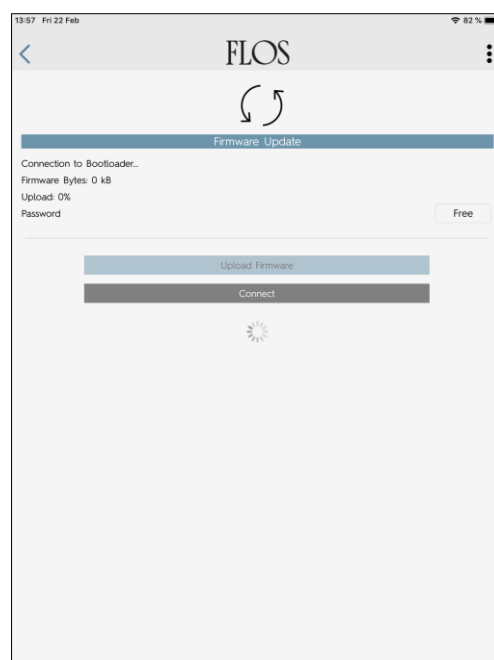 13:57 Fri 22 Feb 82 %
FLOS
Firmware Update
Connection to Bootloader...
Firmware Bytes: 0 kB
Upload: 0%
Password Free
Upload Firmware
Connect